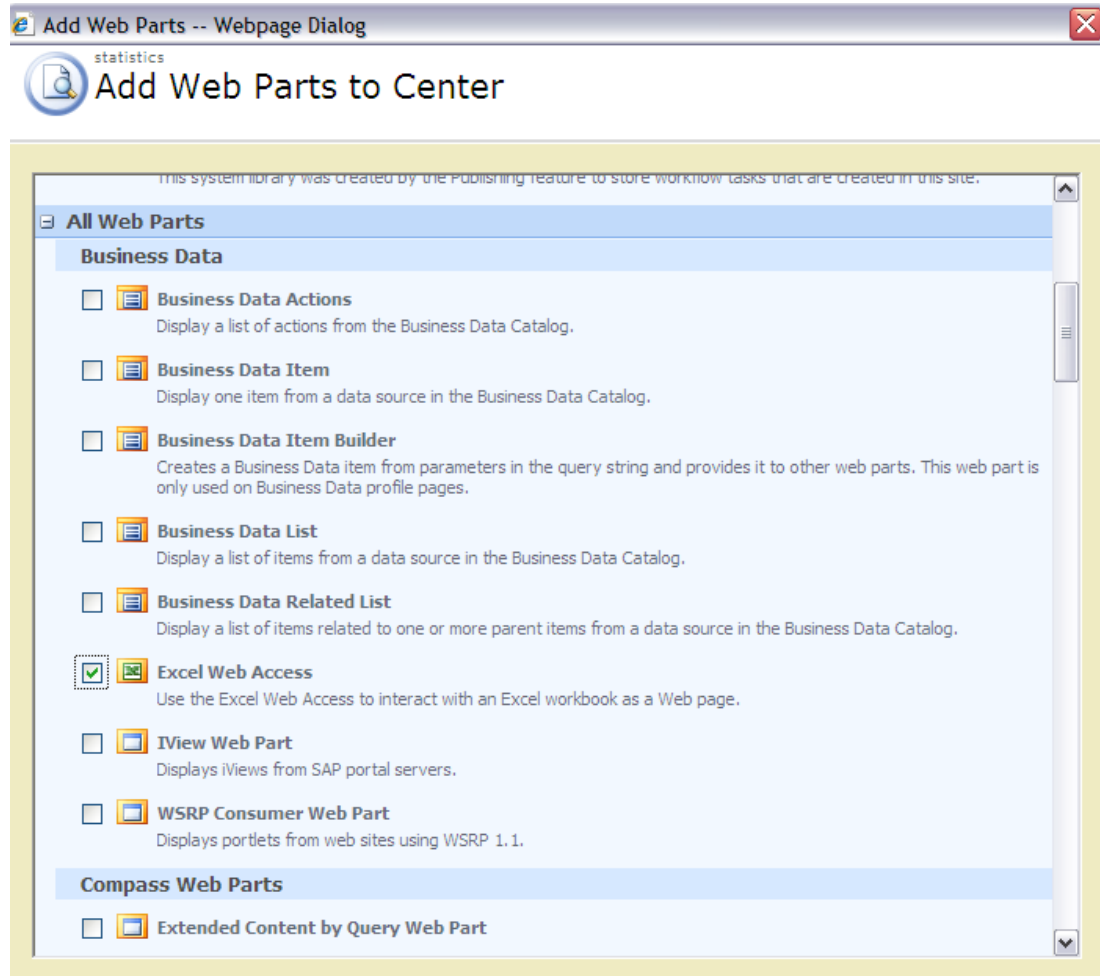 Add Web Parts -- Webpage Dialog
statistics
Add Web Parts to Center
This system library was created by the Publishing feature to store workflow tasks that are created in this site.
All Web Parts
Business Data
Business Data Actions
Display a list of actions from the Business Data Catalog.
Business Data Item
Display one item from a data source in the Business Data Catalog.
Business Data Item Builder
Creates a Business Data item from parameters in the query string and provides it to other web parts. This web part is
only used on Business Data profile pages.
Business Data List
Display a list of items from a data source in the Business Data Catalog.
Business Data Related List
Display a list of items related to one or more parent items from a data source in the Business Data Catalog.
Excel Web Access
Use the Excel Web Access to interact with an Excel workbook as a Web page.
IView Web Part
Displays iViews from SAP portal servers.
WSRP Consumer Web Part
Displays portlets from web sites using WSRP 1.1.
Compass Web Parts
Extended Content by Query Web Part